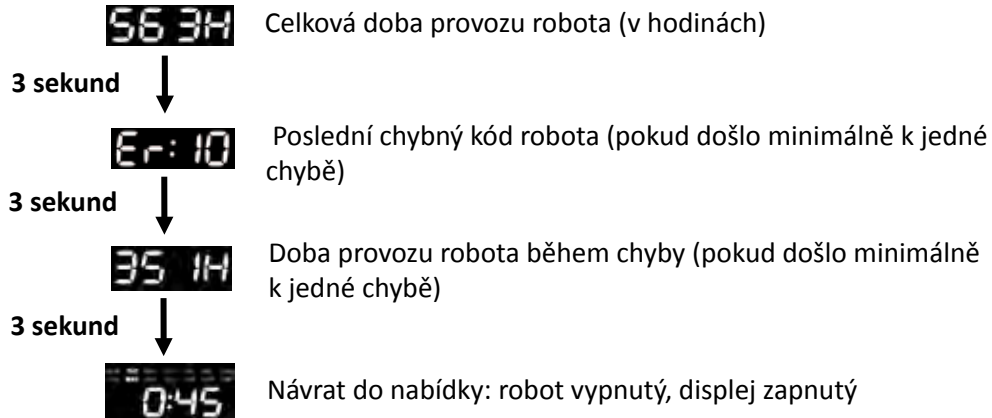 563H Celková doba provozu robota (v hodinách)
3 sekund
Er:10 Poslední chybný kód robota (pokud došlo minimálně k jedné
chybě)
3 sekund
351H Doba provozu robota během chyby (pokud došlo minimálně
k jedné chybě)
3 sekund
0:45 Návrat do nabídky: robot vypnutý, displej zapnutý